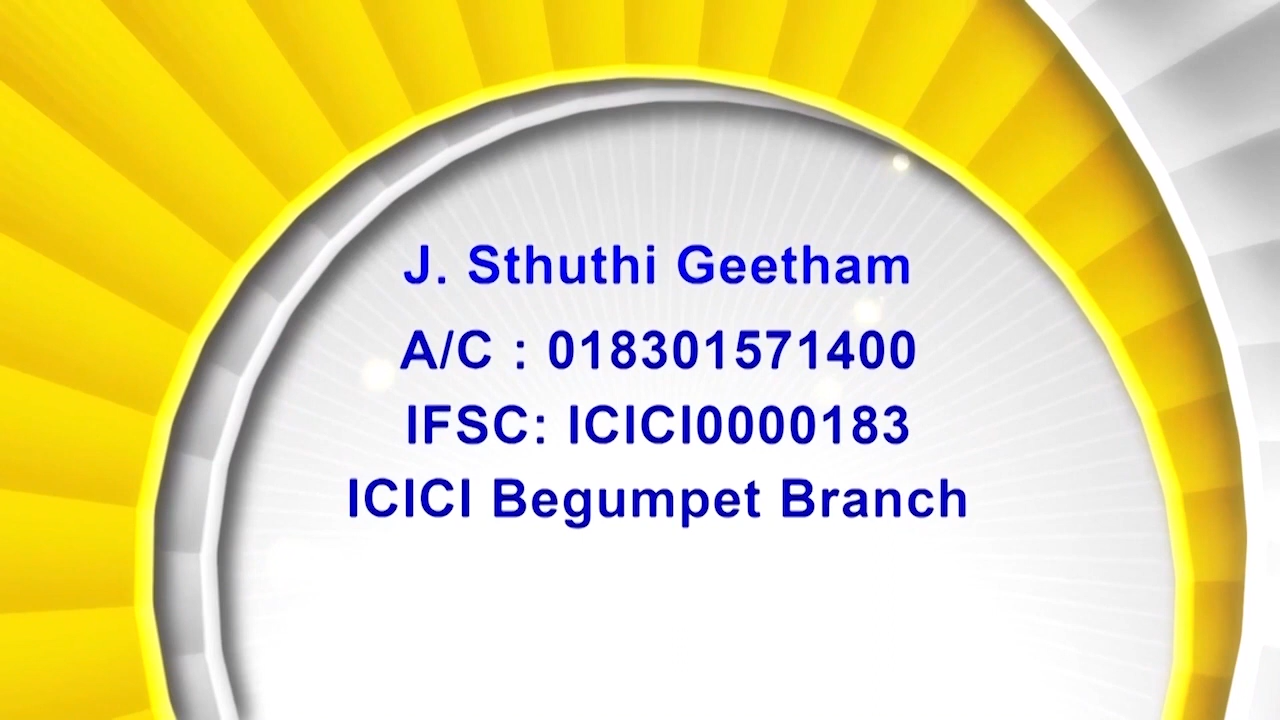 J. Sthuthi Geetham
A/C : 018301571400
IFSC: ICICI0000183
ICICI Begumpet Branch